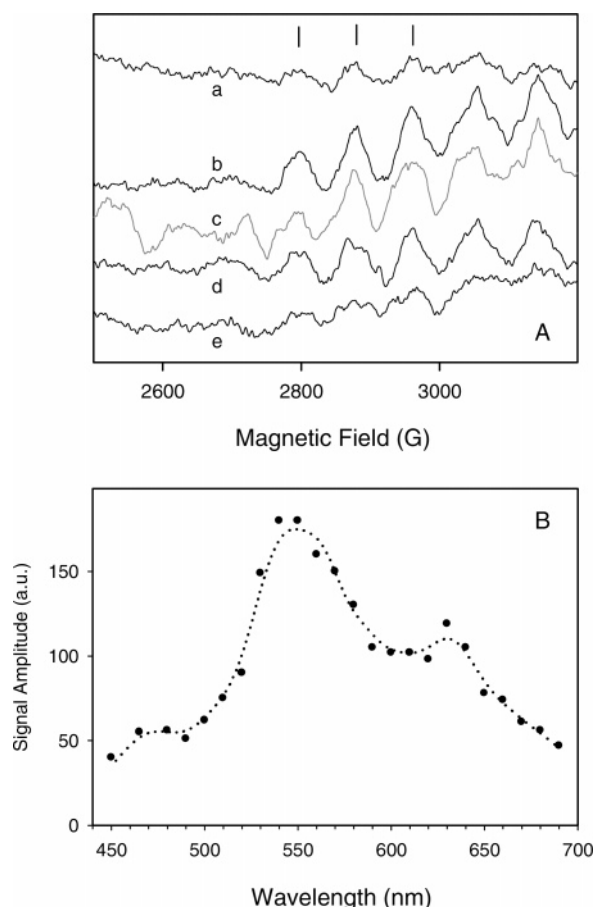 a
b
c
d
e
A
2600 2800 3000
Magnetic Field (G)
B
Signal Amplitude (a.u.)
150
100
50
0
450 500 550 600 650 700
Wavelength (nm)